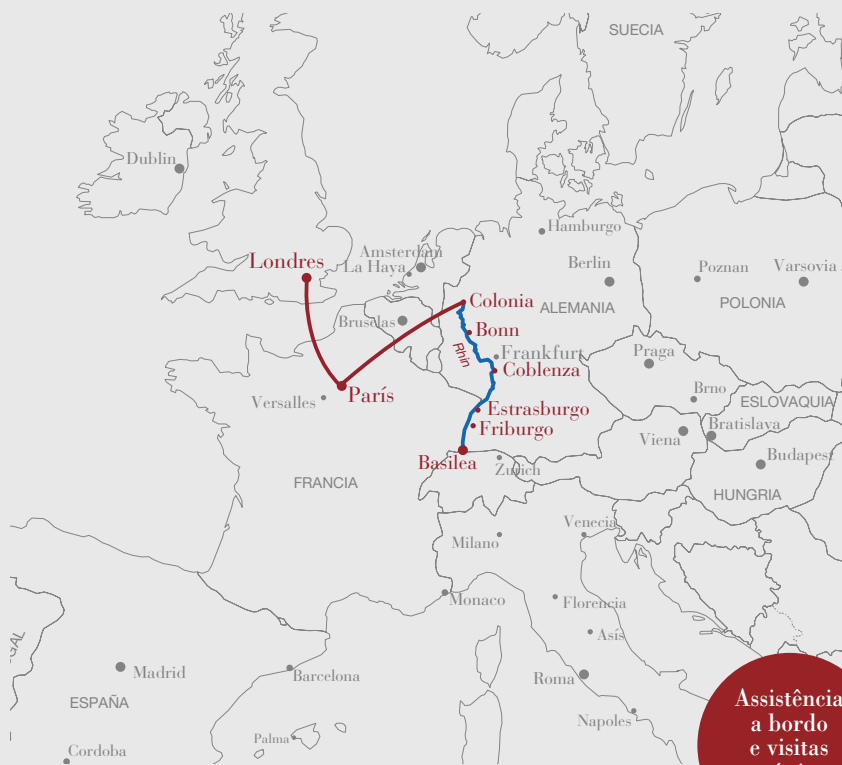 SUECIA
Dublin
Hamburgo
Londres
Amsterdam
La Haya
Berlin
Poznan
Varsovia
Colonia
ALEMANIA
POLONIA
Bruselas
Bonn
Rhin
Frankfurt
Praga
Coblenza
Versalles
París
Brno
ESLOVAQUIA
Estrasburgo
Friburgo
Bratislava
Viena
Basilea
Zurich
Budapest
FRANCIA
HUNGRIA
Milano
Venecia
Monaco
Florencia
Asís
GAL
Madrid
Barcelona
Roma
ESPAÑA
Napoles
Palma
Cordoba
Assistência
a bordo
e visitas